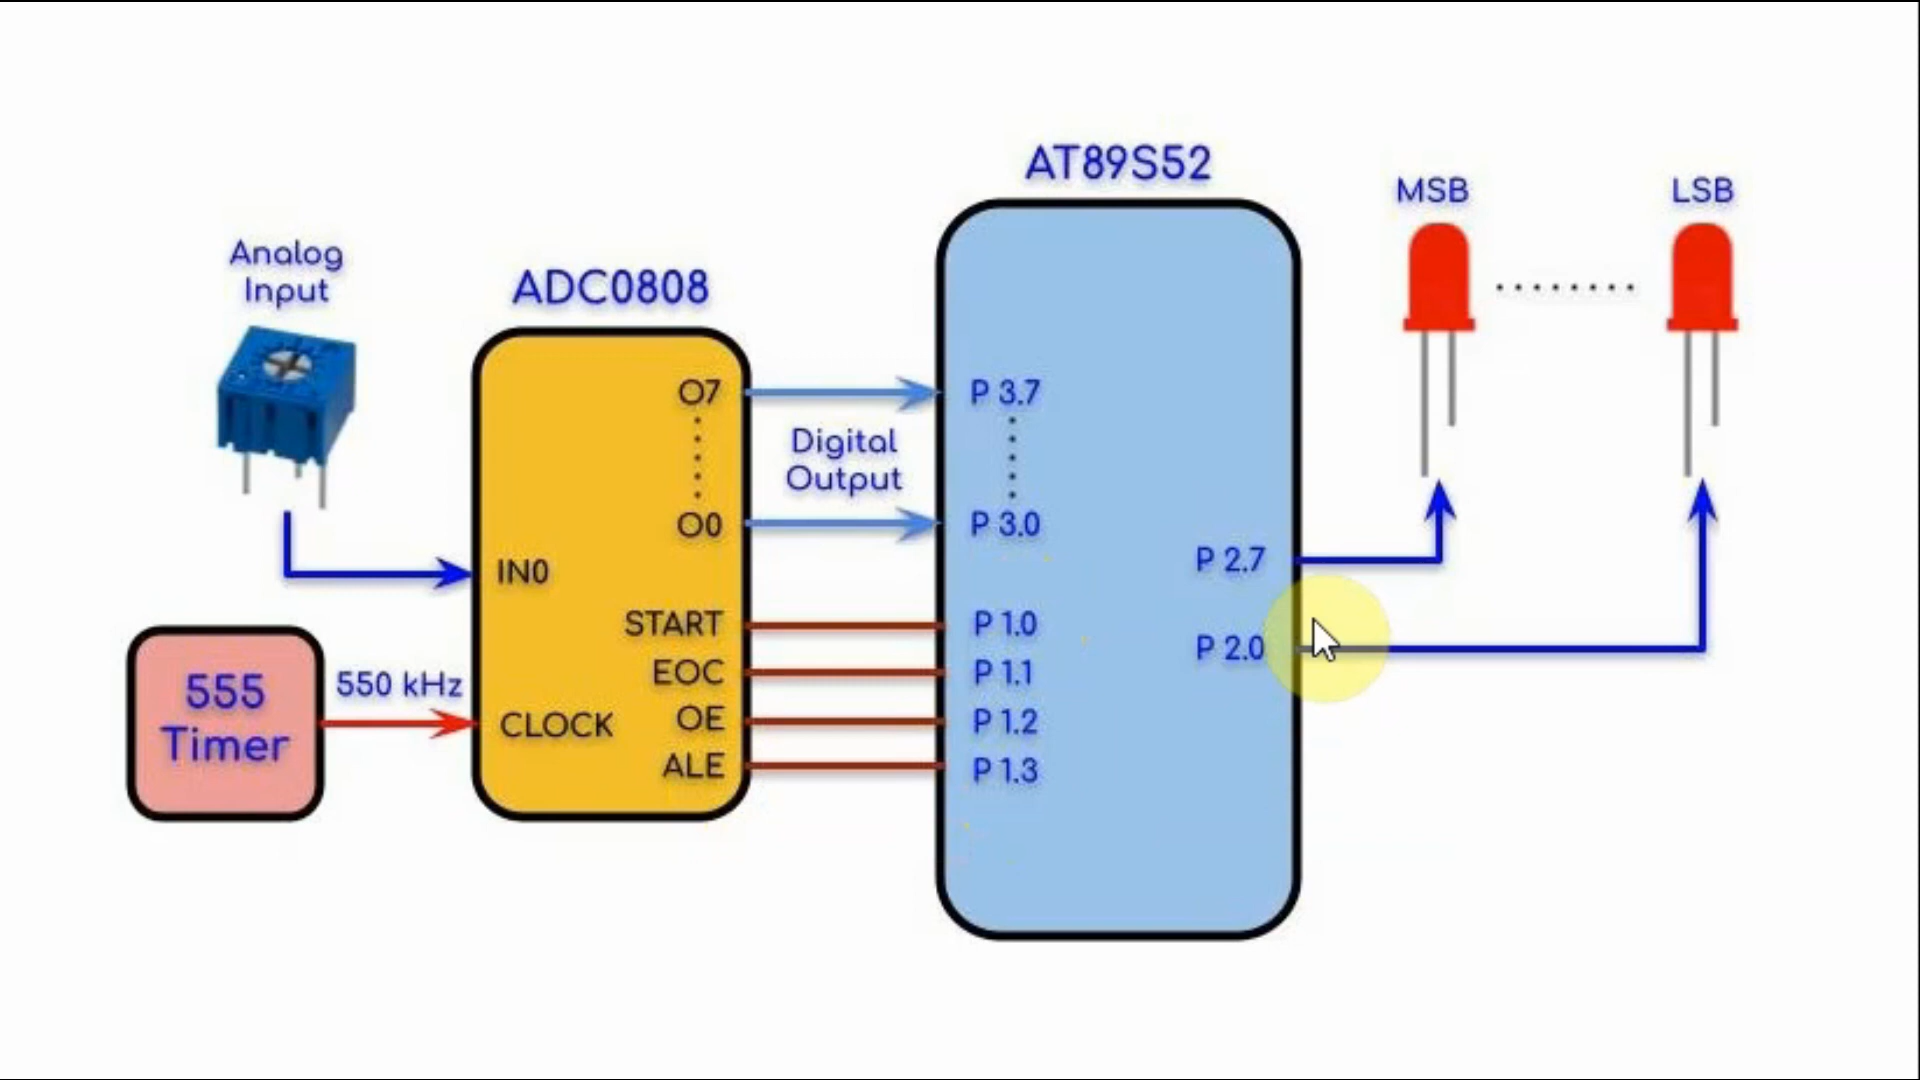 AT89S52
MSB
LSB
Analog
Input
ADC0808
O7
P 3.7
Digital
Output
O0
P 3.0
IN0
P 2.7
START
P 1.0
P 2.0
555
Timer
550 kHz
EOC
P 1.1
CLOCK
OE
P 1.2
ALE
P 1.3